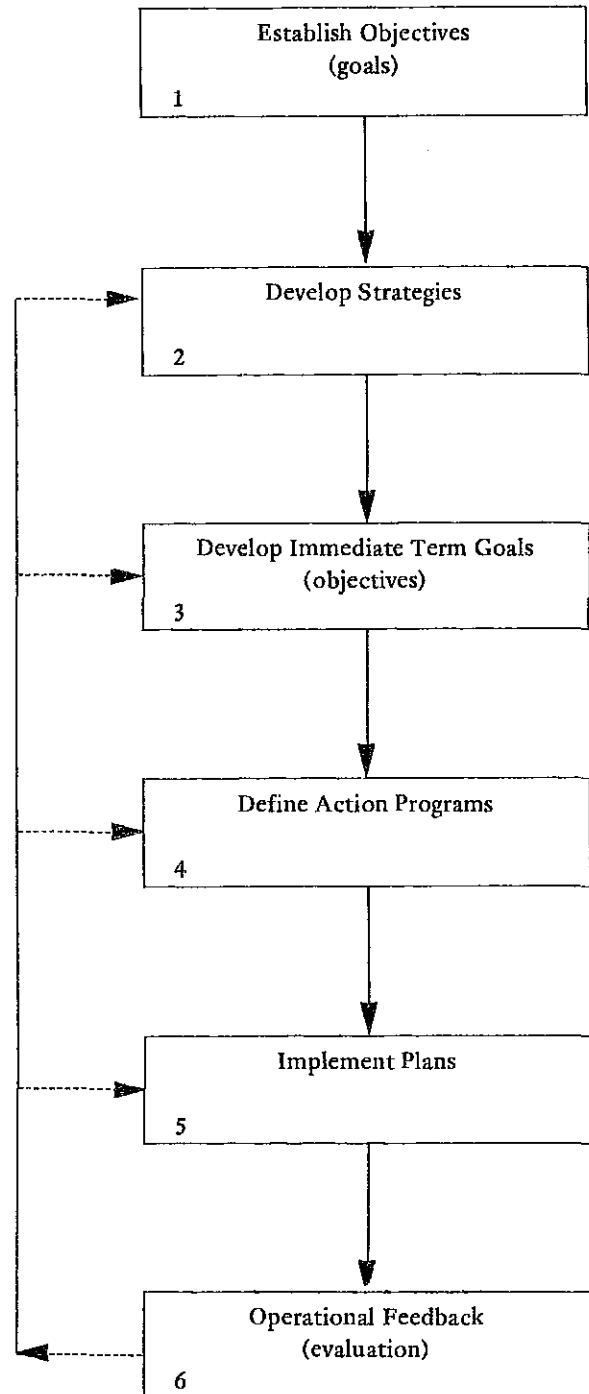 Establish Objectives
(goals)
1
Develop Strategies
2
Develop Immediate Term Goals
(objectives)
3
Define Action Programs
4
Implement Plans
5
Operational Feedback
(evaluation)
6